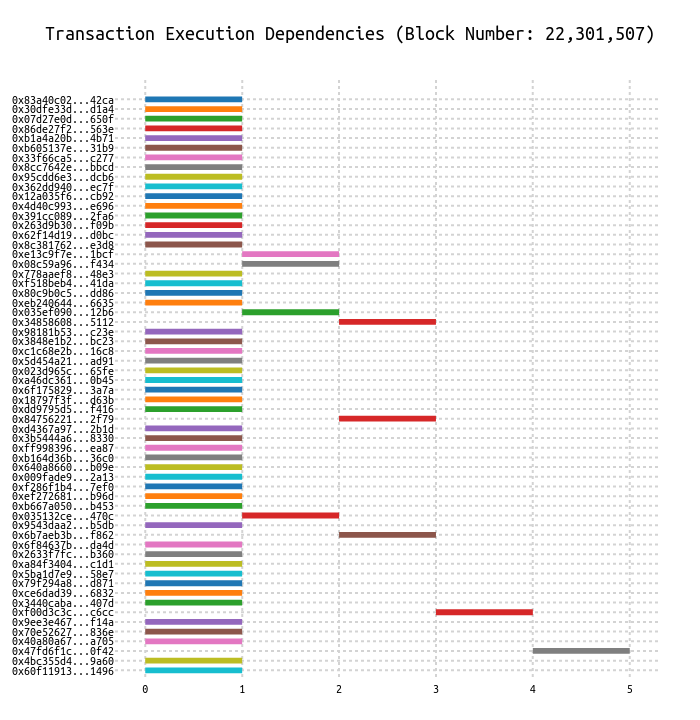 Transaction Execution Dependencies (Block Number: 22,301,507)
0x83a40c02...42ca
0x30dfe33d...d1a4
0x07d27e0d...650f
0x86de27f2...563e
0xb1a4a20b...4b71
0xb605137e...31b9
0x33f66ca5...c277
0x8cc7642e...bbcd
0x95cdd6e3...dcb6
0x362dd940...ec7f
0x12a035f6...cb92
0x4d40c993...e696
0x391cc089...2fa6
0x263d9b30...f09b
0x62f14d19...d0bc
0x8c381762...e3d8
0xe13c9f7e...1bcf
0x08c59a96...f434
0x778aaef8...48e3
0xf518beb4...41da
0x80c9b0c5...dd86
0xeb240644...6635
0x035ef090...12b6
0x34858608...5112
0x98181b53...c23e
0x3848e1b2...bc23
0xc1c68e2b...16c8
0x5d454a21...ad91
0x023d965c...65fe
0xa46dc361...0b45
0x6f175829...3a7a
0x18797f3f...d63b
0xdd9795d5...f416
0x84756221...2f79
0xd4367a97...2b1d
0x3b5444a6...8330
0xff998396...ea87
0xb164d36b...36c0
0x640a8660...b09e
0x009fade9...2a13
0xf286f1b4...7ef0
0xef272681...b96d
0xb667a050...b453
0x035132ce...470c
0x9543daa2...b5db
0x6b7aeb3b...f862
0x6f84637b...da4d
0x2633f7fc...b360
0xa84f3404...c1d1
0x5ba1d7e9...58e7
0x79f294a8...d871
0xce6dad39...6832
0x3440caba...407d
0xf00d3c3c...c6cc
0x9ee3e467...f14a
0x70e52627...836e
0x40a80a67...a705
0x47fd6f1c...0f42
0x4bc355d4...9a60
0x60f11913...1496
0 1 2 3 4 5